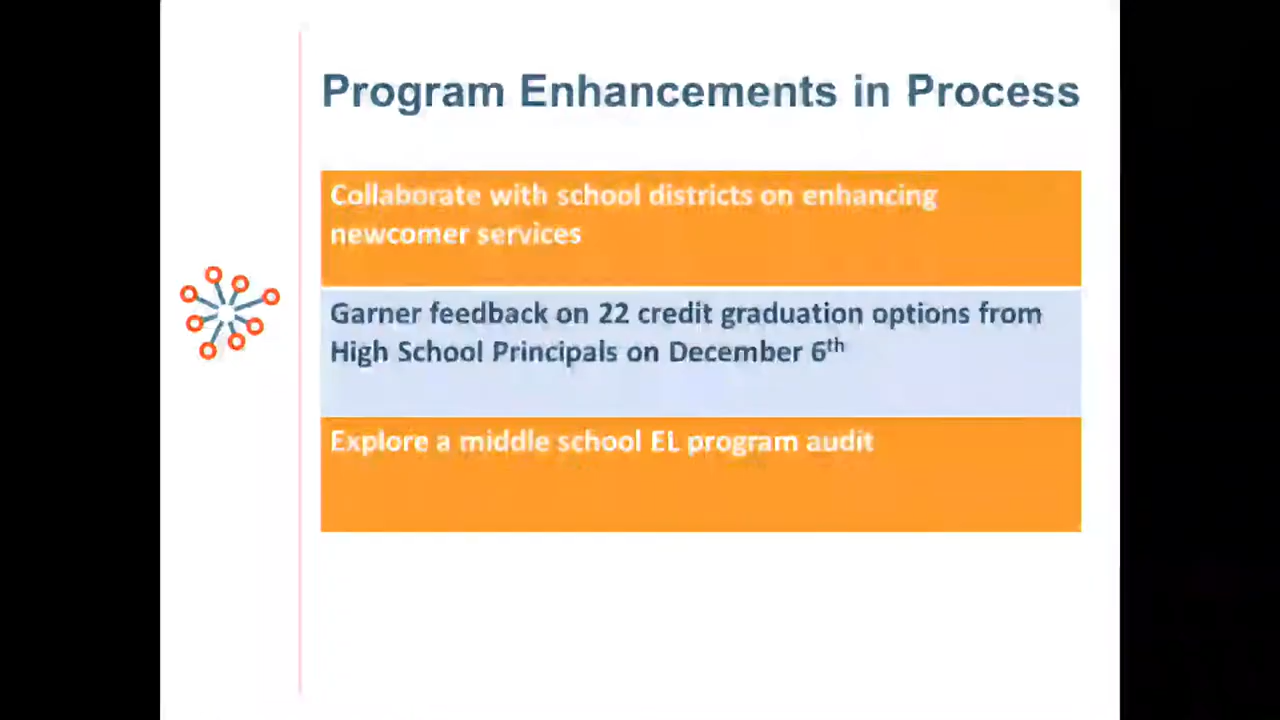 Program Enhancements in Process
Collaborate with school districts on enhancing
newcomer services
Garner feedback on 22 credit graduation options from
High School Principals on December 6th
Explore a middle school EL program audit